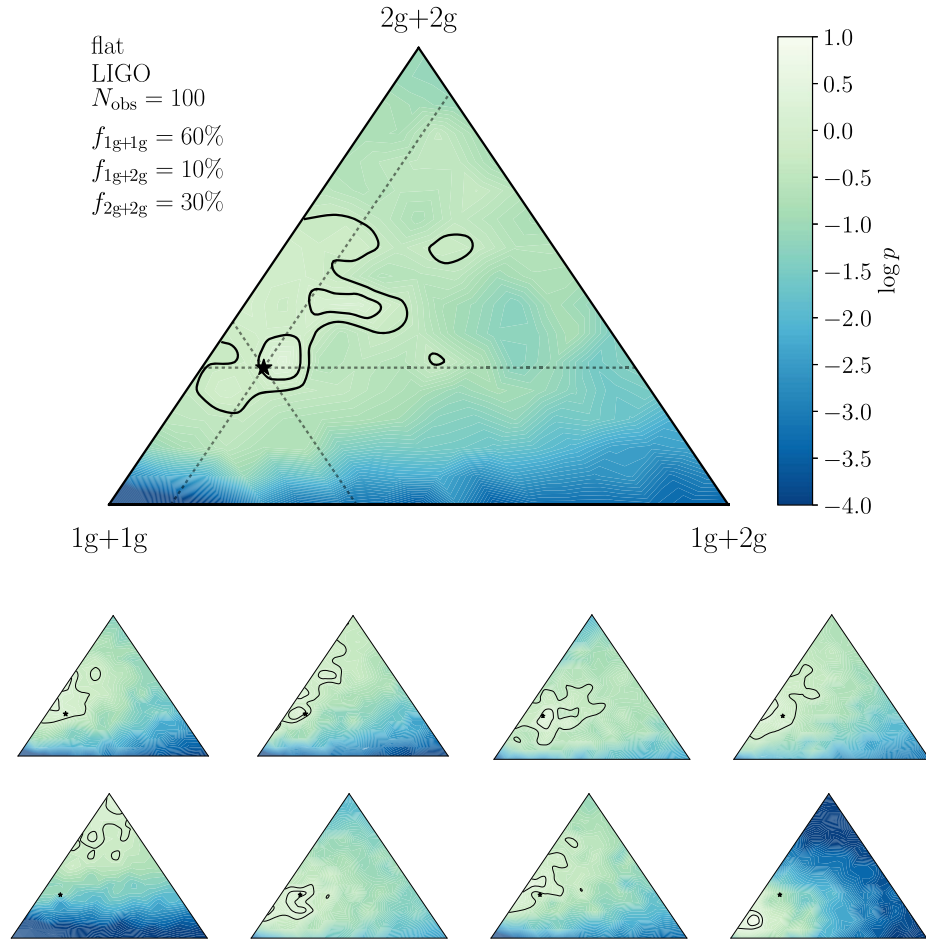 2g+2g
flat
LIGO
N_obs = 100
f_1g+1g = 60%
f_1g+2g = 10%
f_2g+2g = 30%
1.0
0.5
0.0
−0.5
−1.0
−1.5
−2.0
−2.5
−3.0
−3.5
−4.0
log p
1g+1g
1g+2g